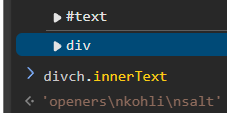 #text
div
divch.innerText
'openers\nkohli\nsalt'